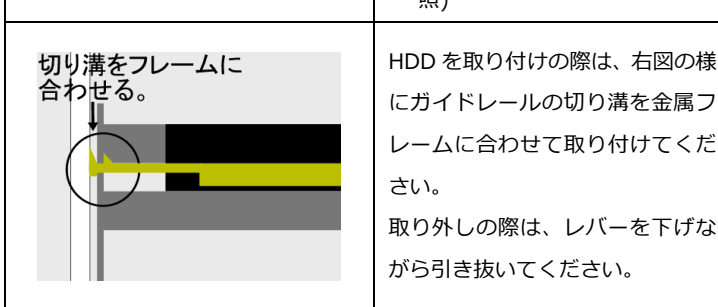 照)
切り溝をフレームに
合わせる。
HDD を取り付けの際は、右図の様
にガイドレールの切り溝を金属フ
レームに合わせて取り付けてくだ
さい。
取り外しの際は、レバーを下げな
がら引き抜いてください。